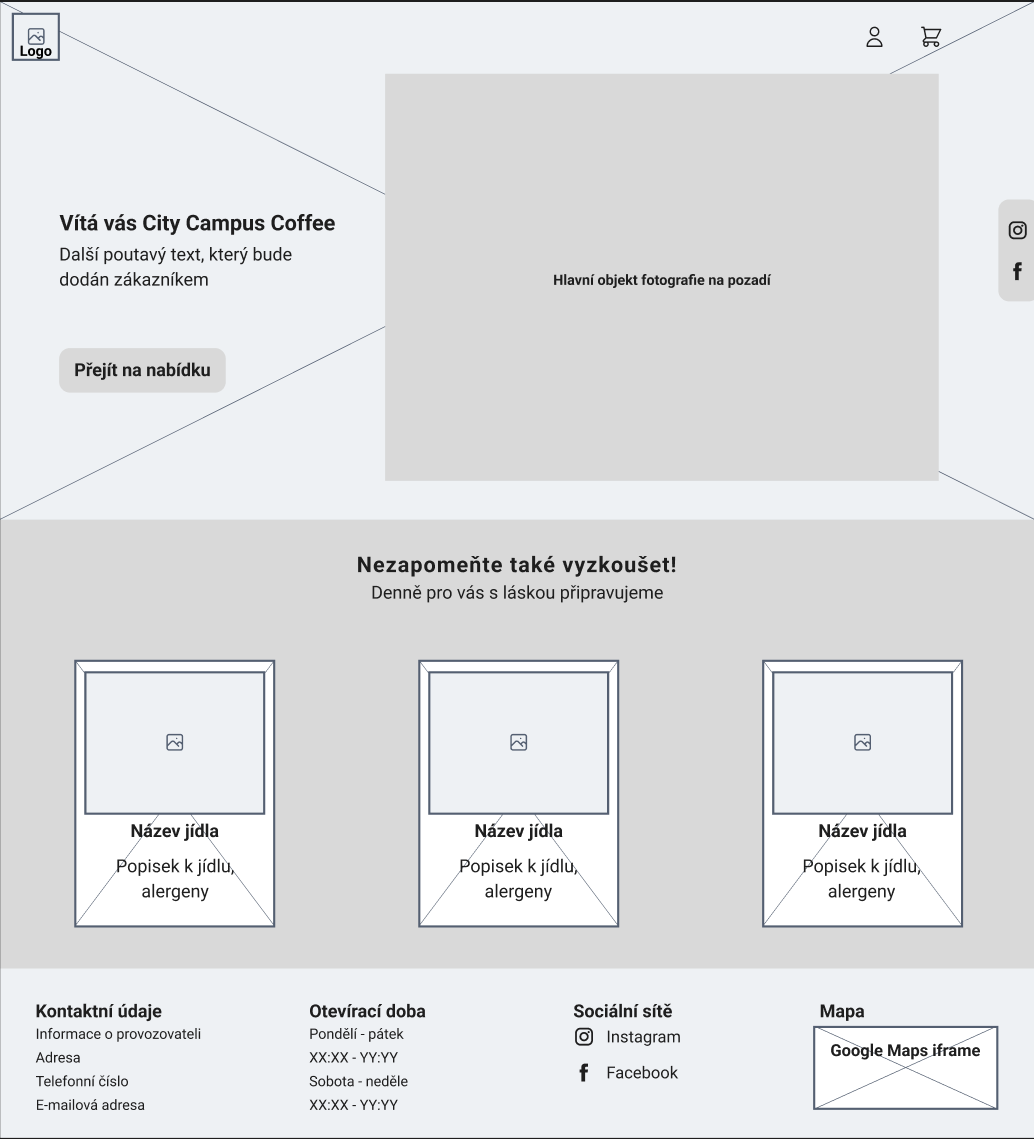 Logo
Vítá vás City Campus Coffee
Další poutavý text, který bude
dodán zákazníkem
Přejít na nabídku
Hlavní objekt fotografie na pozadí
Nezapomeňte také vyzkoušet!
Denně pro vás s láskou připravujeme
Název jídla
Popisek k jídlu,
alergeny
Název jídla
Popisek k jídlu,
alergeny
Název jídla
Popisek k jídlu,
alergeny
Kontaktní údaje
Informace o provozovateli
Adresa
Telefonní číslo
E-mailová adresa
Otevírací doba
Pondělí - pátek
XX:XX - YY:YY
Sobota - neděle
XX:XX - YY:YY
Sociální sítě
Instagram
Facebook
Mapa
Google Maps iframe